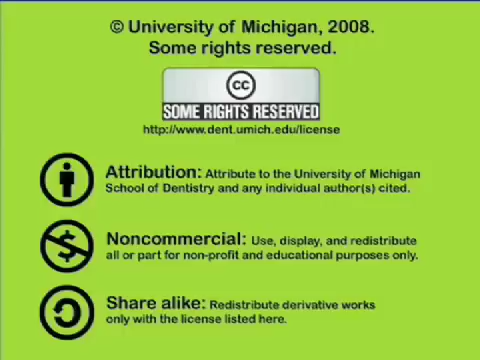 © University of Michigan, 2008.
Some rights reserved.
cc
SOME RIGHTS RESERVED
http://www.dent.umich.edu/license
Attribution: Attribute to the University of Michigan
School of Dentistry and any individual author(s) cited.
$
Noncommercial: Use, display, and redistribute
all or part for non-profit and educational purposes only.
Share alike: Redistribute derivative works
only with the license listed here.